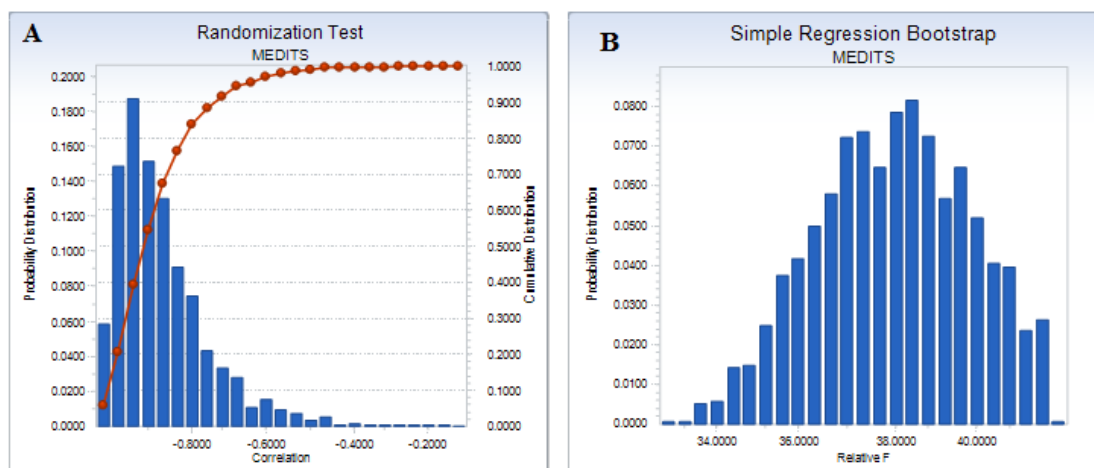 A
Randomization Test
MEDITS
0.2000
0.1800
0.1600
0.1400
0.1200
0.1000
0.0800
0.0600
0.0400
0.0200
0.0000
Probability Distribution
1.0000
0.9000
0.8000
0.7000
0.6000
0.5000
0.4000
0.3000
0.2000
0.1000
0.0000
Cumulative Distribution
-0.8000 -0.6000 -0.4000 -0.2000
Correlation
B
Simple Regression Bootstrap
MEDITS
0.0800
0.0700
0.0600
0.0500
0.0400
0.0300
0.0200
0.0100
0.0000
Probability Distribution
34.0000 36.0000 38.0000 40.0000
Relative F